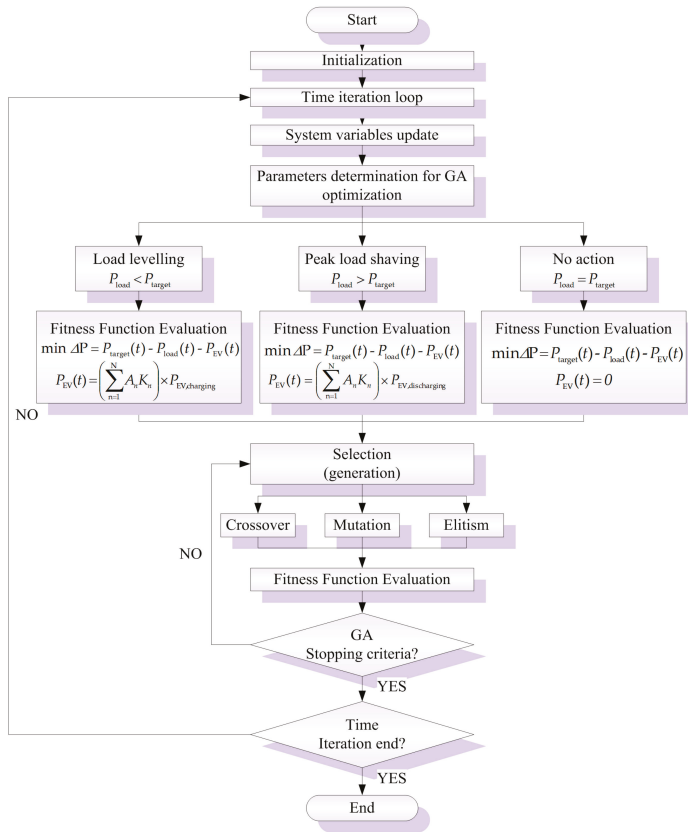 Start
Initialization
Time iteration loop
System variables update
Parameters determination for GA
optimization
Load levelling
P_load < P_target
Peak load shaving
P_load > P_target
No action
P_load = P_target
Fitness Function Evaluation
min ΔP = P_target(t) - P_load(t) - P_EV(t)
P_EV(t) = (∑_{n=1}^{N} A_n K_n) × P_EV,charging
Fitness Function Evaluation
min ΔP = P_target(t) - P_load(t) - P_EV(t)
P_EV(t) = (∑_{n=1}^{N} A_n K_n) × P_EV,discharging
Fitness Function Evaluation
minΔP = P_target(t) - P_load(t) - P_EV(t)
P_EV(t) = 0
NO
Selection
(generation)
Crossover
Mutation
Elitism
NO
Fitness Function Evaluation
GA
Stopping criteria?
YES
Time
Iteration end?
YES
End